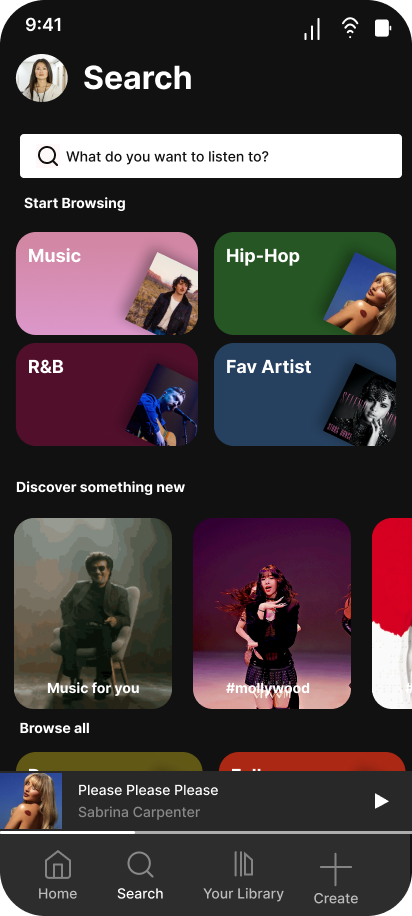 9:41
Search
What do you want to listen to?
Start Browsing
Music
Hip-Hop
R&B
Fav Artist
Discover something new
Music for you
#mollywood
Browse all
Please Please Please
Sabrina Carpenter
Home
Search
Your Library
Create